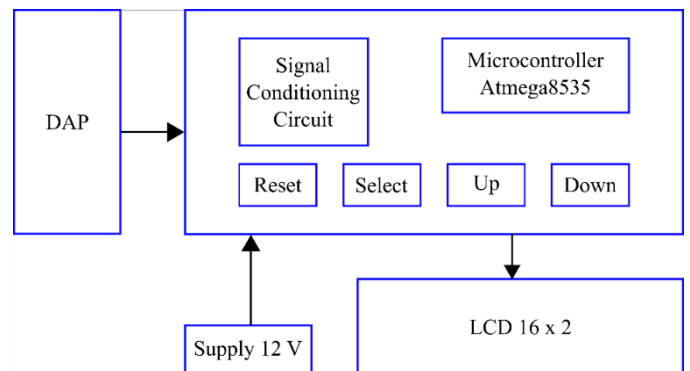 DAP
Signal
Conditioning
Circuit
Microcontroller
Atmega8535
Reset
Select
Up
Down
Supply 12 V
LCD 16 x 2